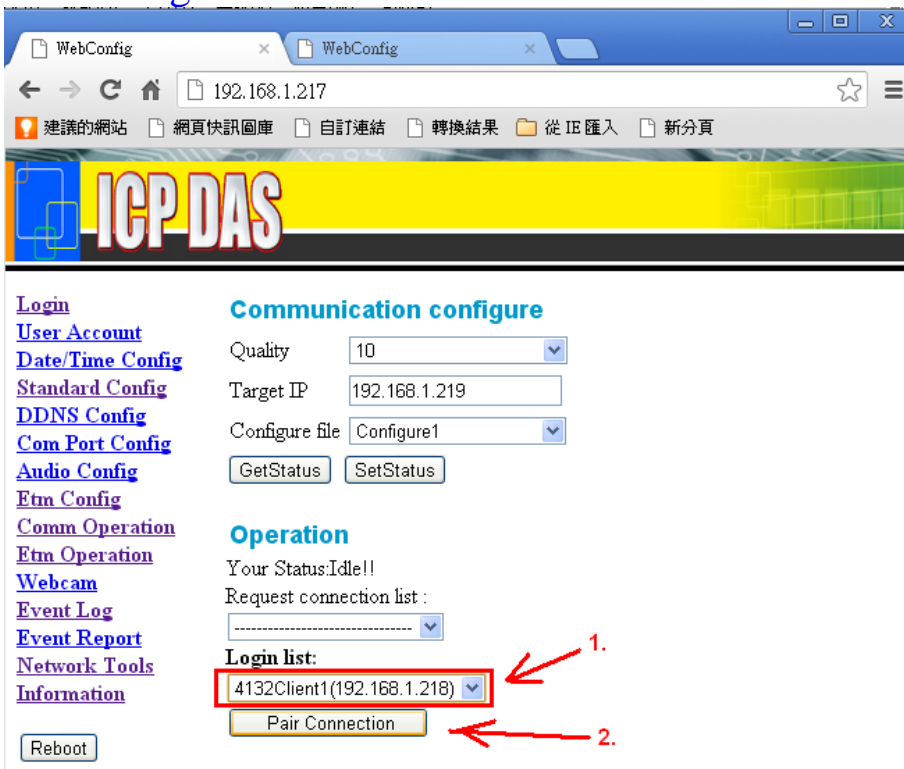 WebConfig
WebConfig
192.168.1.217
建議的網站 網頁快訊圖庫 自訂連結 轉換結果 從 IE 匯入 新分頁
ICP DAS
Login
User Account
Date/Time Config
Standard Config
DDNS Config
Com Port Config
Audio Config
Etm Config
Comm Operation
Etm Operation
Webcam
Event Log
Event Report
Network Tools
Information
Reboot
Communication configure
Quality 10
Target IP 192.168.1.219
Configure file Configure1
GetStatus SetStatus
Operation
Your Status:Idle!!
Request connection list :
------------------------------
Login list:
4132Client1(192.168.1.218)
Pair Connection
1.
2.